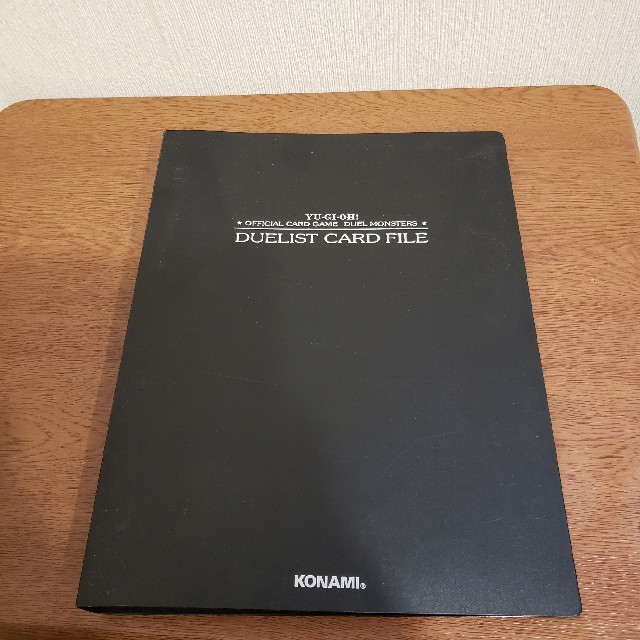 YU-GI-OH!
★ OFFICIAL CARD GAME DUEL MONSTERS ★
DUELIST CARD FILE
KONAMI®